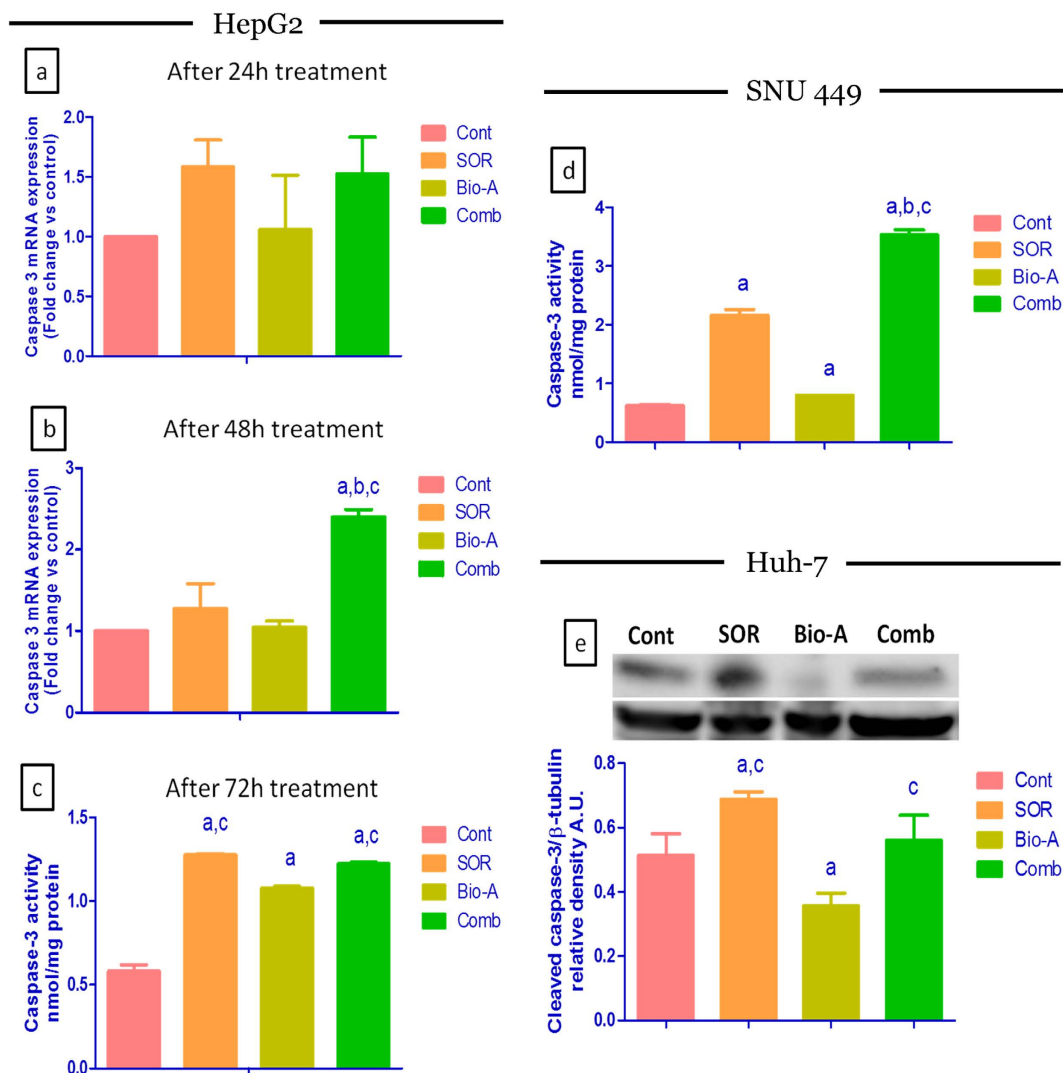 HepG2
a
After 24h treatment
Caspase 3 mRNA expression
(Fold change vs control)
2.0
1.5
1.0
0.5
0.0
Cont
SOR
Bio-A
Comb
b
After 48h treatment
Caspase 3 mRNA expression
(Fold change vs control)
3
2
1
0
a,b,c
Cont
SOR
Bio-A
Comb
c
After 72h treatment
Caspase-3 activity
nmol/mg protein
1.5
1.0
0.5
0.0
a,c
a
a,c
Cont
SOR
Bio-A
Comb
SNU 449
d
Caspase-3 activity
nmol/mg protein
4
3
2
1
0
a
a
a,b,c
Cont
SOR
Bio-A
Comb
Huh-7
e
Cont SOR Bio-A Comb
Cleaved caspase-3/β-tubulin
relative density A.U.
0.8
0.6
0.4
0.2
0.0
a,c
a
c
Cont
SOR
Bio-A
Comb